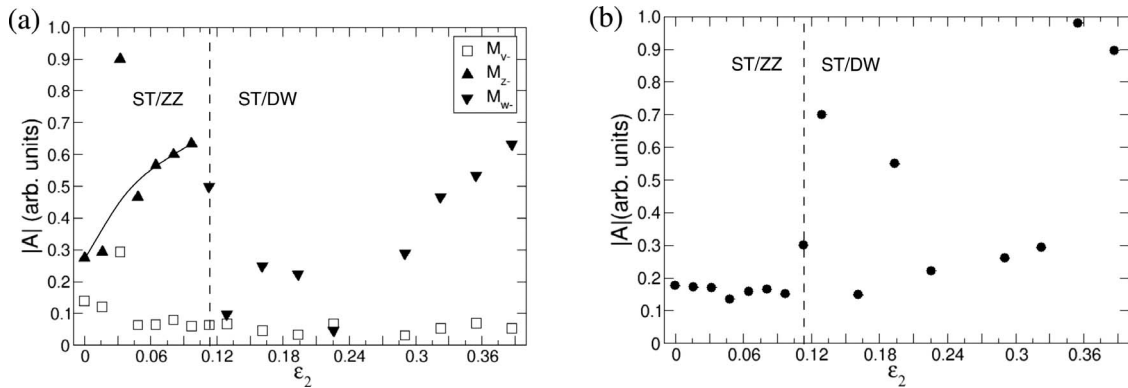 (a)
|A| (arb. units)
1.0
0.9
0.8
0.7
0.6
0.5
0.4
0.3
0.2
0.1
0
M_v-
M_z-
M_w-
ST/ZZ
ST/DW
0 0.06 0.12 0.18 0.24 0.3 0.36
ε_2
(b)
|A|(arb. units)
1.0
0.9
0.8
0.7
0.6
0.5
0.4
0.3
0.2
0.1
0
ST/ZZ
ST/DW
0 0.06 0.12 0.18 0.24 0.3 0.36
ε_2